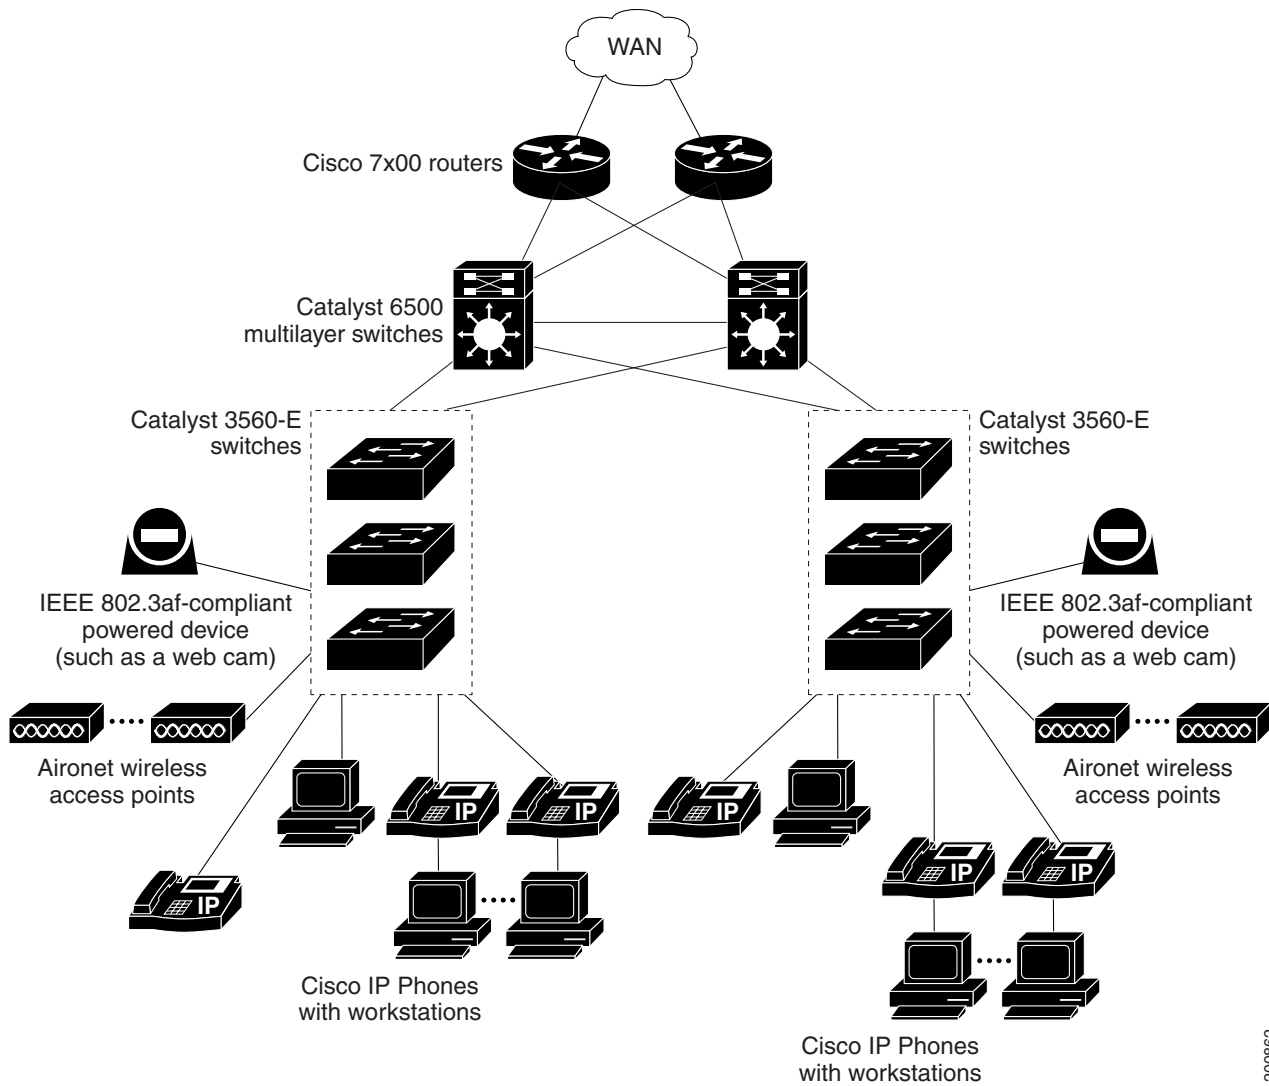 WAN
Cisco 7x00 routers
Catalyst 6500
multilayer switches
Catalyst 3560-E
switches
Catalyst 3560-E
switches
IEEE 802.3af-compliant
powered device
(such as a web cam)
IEEE 802.3af-compliant
powered device
(such as a web cam)
Aironet wireless
access points
Aironet wireless
access points
IP
IP
IP
IP
IP
IP
Cisco IP Phones
with workstations
Cisco IP Phones
with workstations